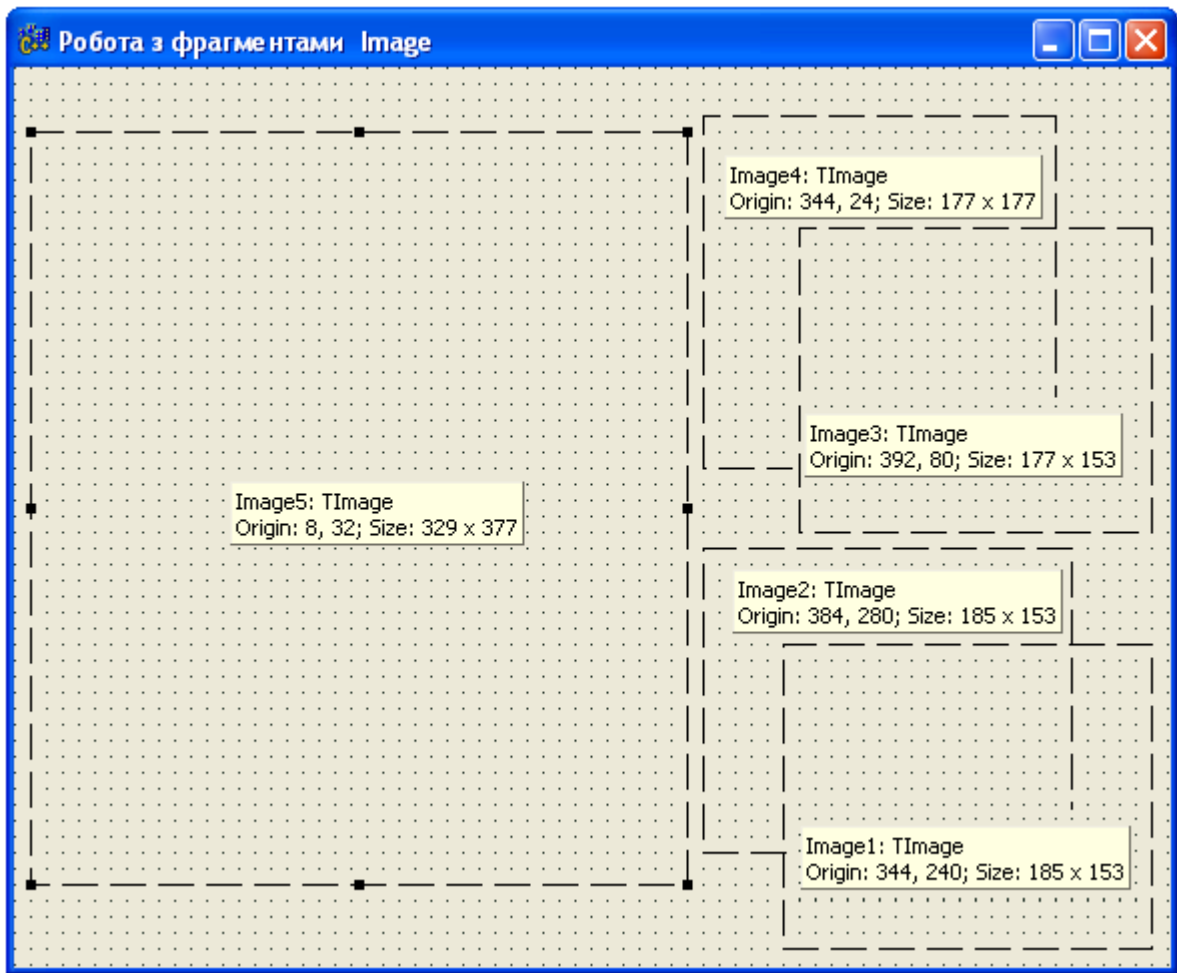 Робота з фрагментами Image
Image4: TImage
Origin: 344, 24; Size: 177 x 177
Image3: TImage
Origin: 392, 80; Size: 177 x 153
Image5: TImage
Origin: 8, 32; Size: 329 x 377
Image2: TImage
Origin: 384, 280; Size: 185 x 153
Image1: TImage
Origin: 344, 240; Size: 185 x 153